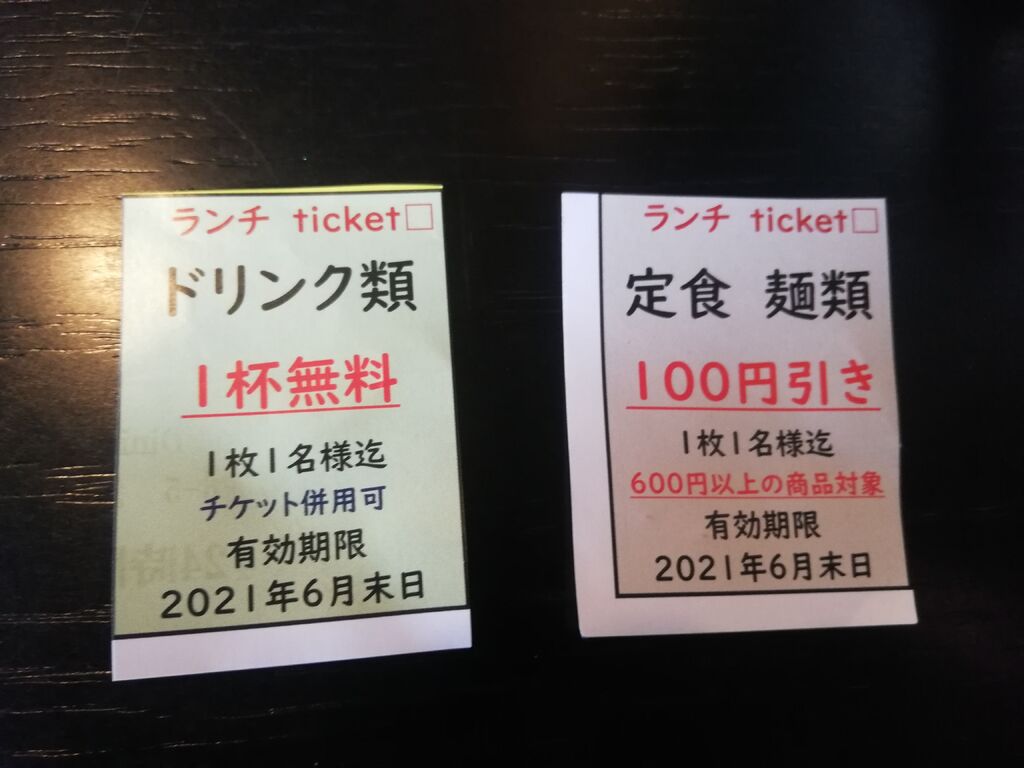 ランチ ticket□
ドリンク類
1杯無料
1枚1名様迄
チケット併用可
有効期限
2021年6月末日
ランチ ticket□
定食 麺類
100円引き
1枚1名様迄
600円以上の商品対象
有効期限
2021年6月末日